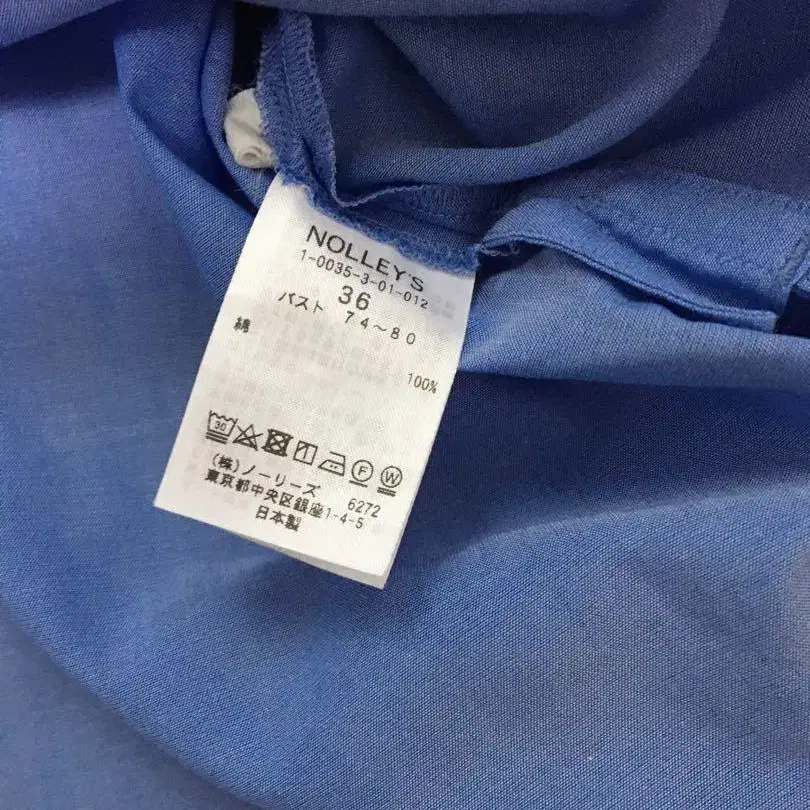 NOLLEY'S
1-0035-3-01-012
36
バスト 74～80
綿 100%
30 F W
(株)ノーリーズ 6272
東京都中央区銀座1-4-5
日本製